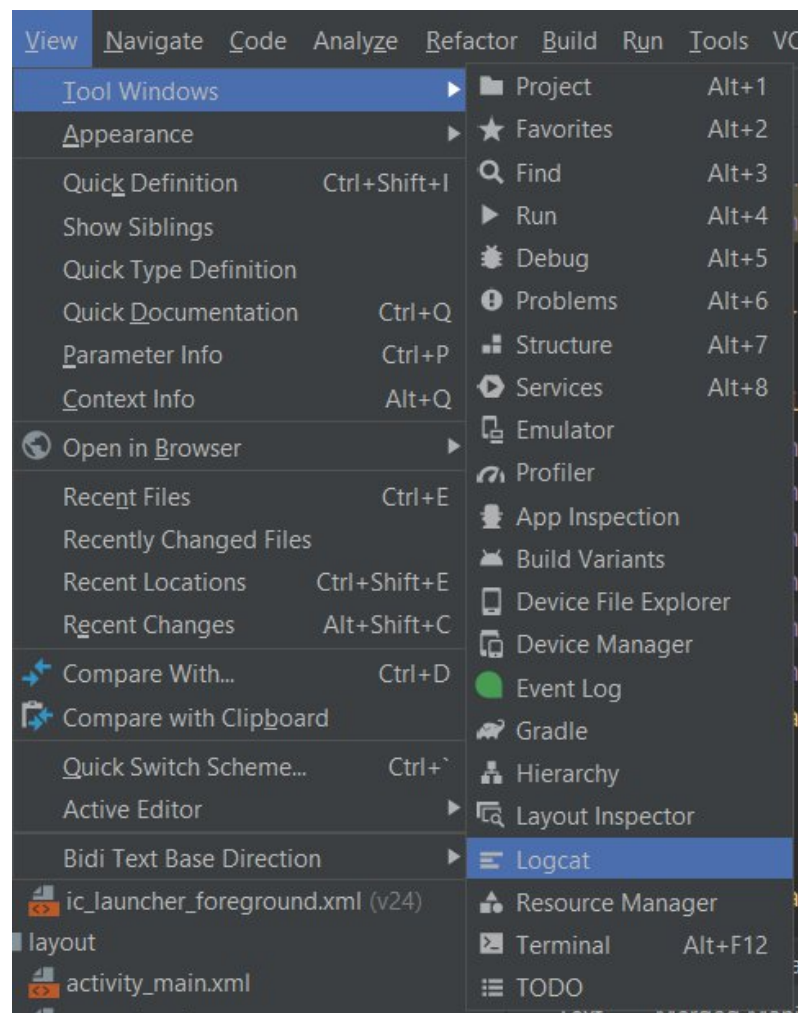 View Navigate Code Analyze Refactor Build Run Tools
Tool Windows
Appearance
Quick Definition Ctrl+Shift+I
Show Siblings
Quick Type Definition
Quick Documentation Ctrl+Q
Parameter Info Ctrl+P
Context Info Alt+Q
Open in Browser
Recent Files Ctrl+E
Recently Changed Files
Recent Locations Ctrl+Shift+E
Recent Changes Alt+Shift+C
Compare With... Ctrl+D
Compare with Clipboard
Quick Switch Scheme... Ctrl+`
Active Editor
Bidi Text Base Direction
ic_launcher_foreground.xml (v24)
layout
activity_main.xml
Project Alt+1
Favorites Alt+2
Find Alt+3
Run Alt+4
Debug Alt+5
Problems Alt+6
Structure Alt+7
Services Alt+8
Emulator
Profiler
App Inspection
Build Variants
Device File Explorer
Device Manager
Event Log
Gradle
Hierarchy
Layout Inspector
Logcat
Resource Manager
Terminal Alt+F12
TODO